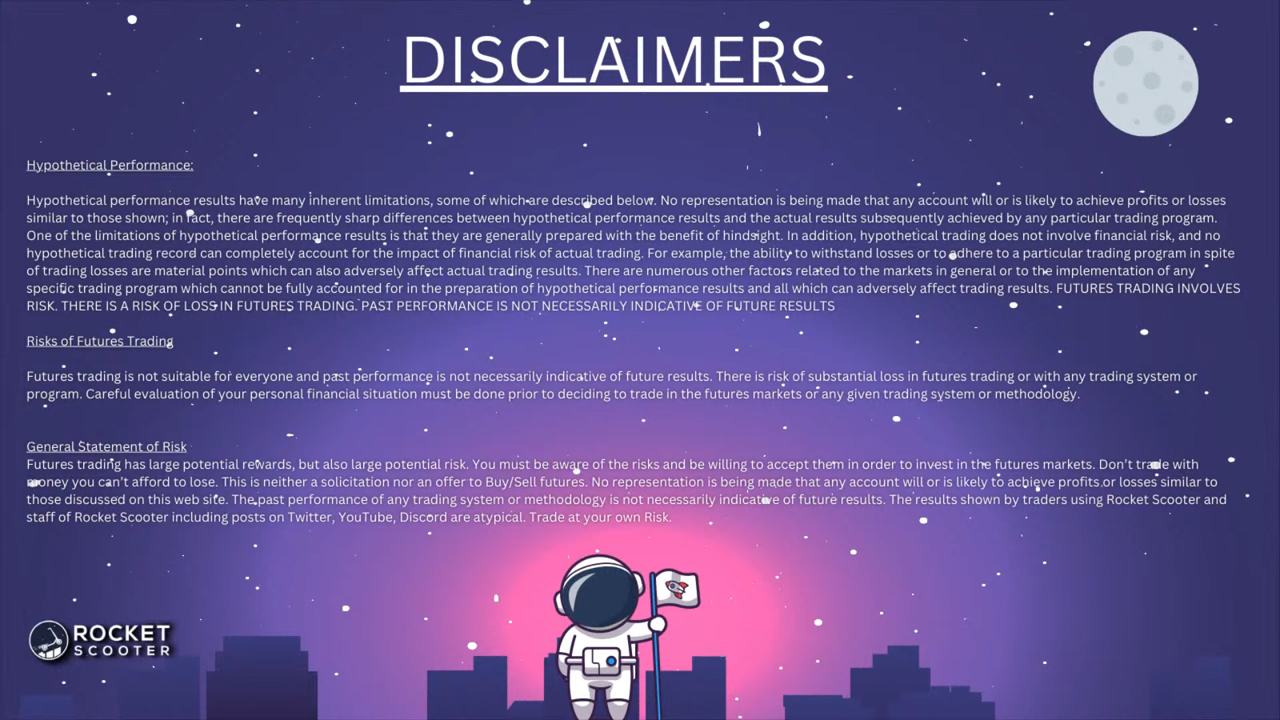 DISCLAIMERS
Hypothetical Performance:
Hypothetical performance results have many inherent limitations, some of which are described below. No representation is being made that any account will or is likely to achieve profits or losses
similar to those shown; in fact, there are frequently sharp differences between hypothetical performance results and the actual results subsequently achieved by any particular trading program.
One of the limitations of hypothetical performance results is that they are generally prepared with the benefit of hindsight. In addition, hypothetical trading does not involve financial risk, and no
hypothetical trading record can completely account for the impact of financial risk of actual trading. For example, the ability to withstand losses or to adhere to a particular trading program in spite
of trading losses are material points which can also adversely affect actual trading results. There are numerous other factors related to the markets in general or to the implementation of any
specific trading program which cannot be fully accounted for in the preparation of hypothetical performance results and all which can adversely affect trading results. FUTURES TRADING INVOLVES
RISK. THERE IS A RISK OF LOSS IN FUTURES TRADING. PAST PERFORMANCE IS NOT NECESSARILY INDICATIVE OF FUTURE RESULTS
Risks of Futures Trading
Futures trading is not suitable for everyone and past performance is not necessarily indicative of future results. There is risk of substantial loss in futures trading or with any trading system or
program. Careful evaluation of your personal financial situation must be done prior to deciding to trade in the futures markets or any given trading system or methodology.
General Statement of Risk
Futures trading has large potential rewards, but also large potential risk. You must be aware of the risks and be willing to accept them in order to invest in the futures markets. Don't trade with
money you can't afford to lose. This is neither a solicitation nor an offer to Buy/Sell futures. No representation is being made that any account will or is likely to achieve profits or losses similar to
those discussed on this web site. The past performance of any trading system or methodology is not necessarily indicative of future results. The results shown by traders using Rocket Scooter and
staff of Rocket Scooter including posts on Twitter, YouTube, Discord are atypical. Trade at your own Risk.
ROCKET
SCOOTER